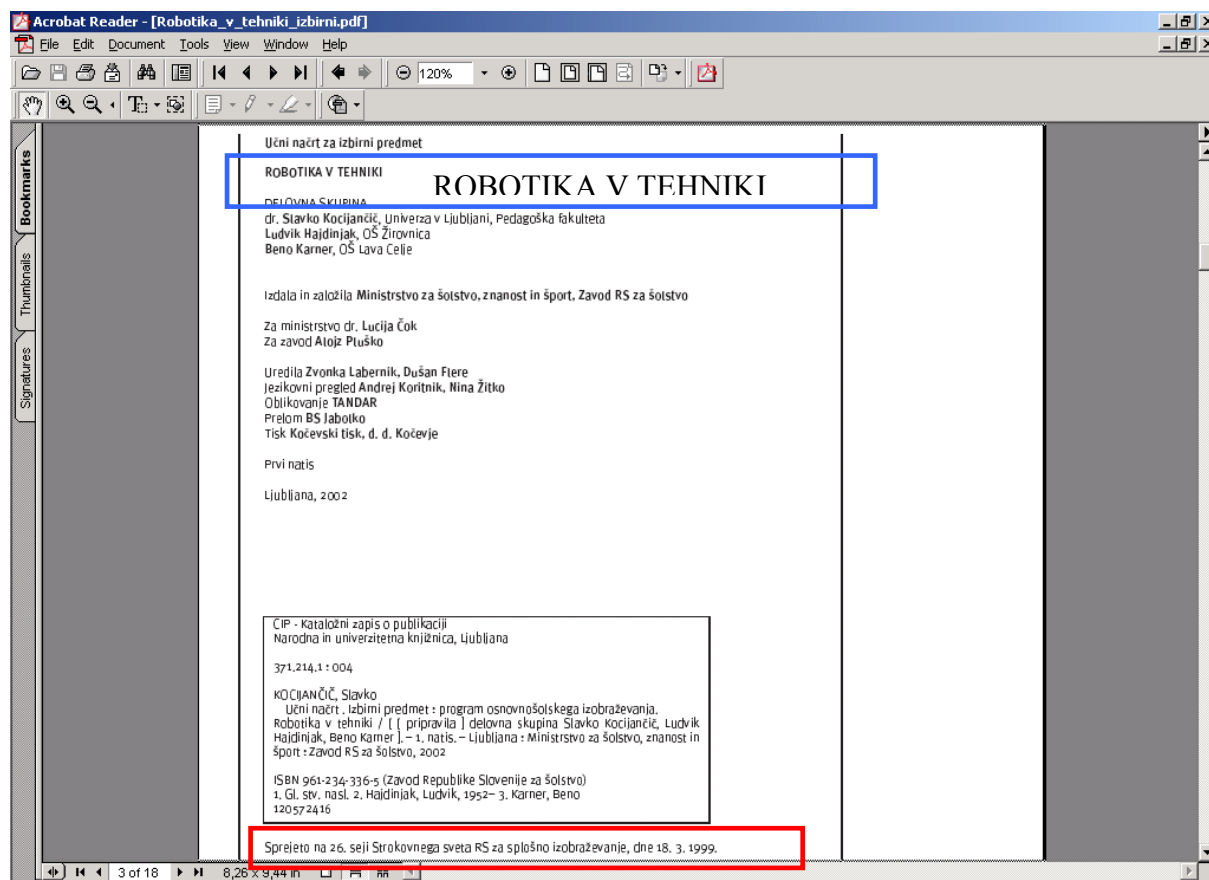 Acrobat Reader - [Robotika_v_tehniki_izbirni.pdf]
File Edit Document Tools View Window Help
120%
Bookmarks
Thumbnails
Signatures
Učni načrt za izbirni predmet
ROBOTIKA V TEHNIKI
ROBOTIKA V TEHNIKI
DELOVNA SKUPINA
dr. Slavko Kocijančič, Univerza v Ljubljani, Pedagoška fakulteta
Ludvik Hajdinjak, OŠ Žirovnica
Beno Karner, OŠ Lava Celje
Izdala in založila Ministrstvo za šolstvo, znanost in šport, Zavod RS za šolstvo
Za ministrstvo dr. Lucija Čok
Za zavod Alojz Pluško
Uredila Zvonka Labernik, Dušan Flere
Jezikovni pregled Andrej Koritnik, Nina Žitko
Oblikovanje TANDAR
Prelom BS Jabolko
Tisk Kočevski tisk, d. d. Kočevje
Prvi natis
Ljubljana, 2002
CIP - Kataložni zapis o publikaciji
Narodna in univerzitetna knjižnica, Ljubljana
371.214.1 : 004
KOCIJANČIČ, Slavko
Učni načrt . Izbirni predmet : program osnovnošolskega izobraževanja.
Robotika v tehniki / [ [ pripravila ] delovna skupina Slavko Kocijančič, Ludvik
Hajdinjak, Beno Karner ]. – 1. natis. – Ljubljana : Ministrstvo za šolstvo, znanost in
šport : Zavod RS za šolstvo, 2002
ISBN 961-234-336-5 (Zavod Republike Slovenije za šolstvo)
1. Gl. stv. nasl. 2. Hajdinjak, Ludvik, 1952– 3. Karner, Beno
120572416
Sprejeto na 26. seji Strokovnega sveta RS za splošno izobraževanje, dne 18. 3. 1999.
3 of 18 8,26 x 9,44 in